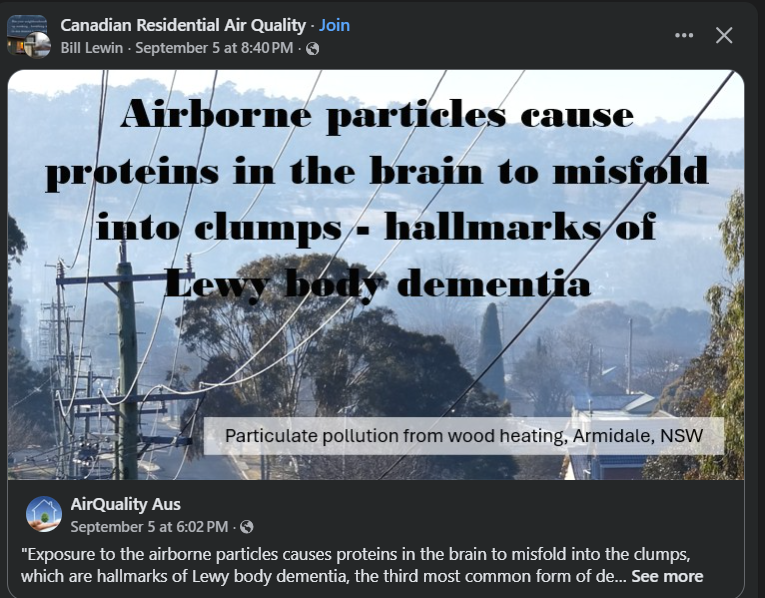 Canadian Residential Air Quality · Join
Bill Lewin · September 5 at 8:40 PM ·
Airborne particles cause
proteins in the brain to misfold
into clumps - hallmarks of
Lewy body dementia
Particulate pollution from wood heating, Armidale, NSW
AirQuality Aus
September 5 at 6:02 PM ·
"Exposure to the airborne particles causes proteins in the brain to misfold into the clumps,
which are hallmarks of Lewy body dementia, the third most common form of de... See more